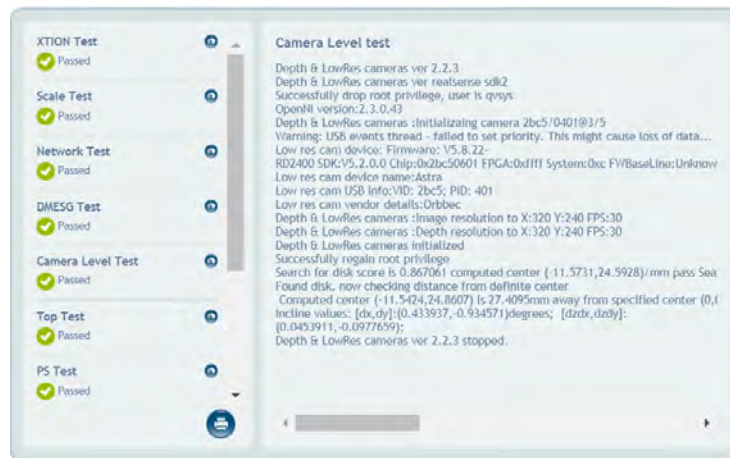 XTION Test
Passed
Scale Test
Passed
Network Test
Passed
DMESG Test
Passed
Camera Level Test
Passed
Top Test
Passed
PS Test
Passed
Camera Level test
Depth & LowRes cameras ver 2.2.3
Depth & LowRes cameras ver realsense sdk2
Successfully drop root privilege, user is qvsys
OpenNI version:2.3.0.43
Depth & LowRes cameras :Initializaing camera 2bc5/0401@3/5
Warning: USB events thread - failed to set priority. This might cause loss of data...
Low res cam device: Firmware: V5.8.22-
RD2400 SDK:V5.2.0.0 Chip:0x2bc50601 FPGA:0xffff System:0xc FWBaseLine:Unknow
Low res cam device name:Astra
Low res cam USB info:VID: 2bc5; PID: 401
Low res cam vendor details:Orbbec
Depth & LowRes cameras :Image resolution to X:320 Y:240 FPS:30
Depth & LowRes cameras :Depth resolution to X:320 Y:240 FPS:30
Depth & LowRes cameras initialized
Successfully regain root privilege
Search for disk score is 0.867061 computed center (-11.5731,24.5928)/mm pass Sea
Found disk. now checking distance from definite center
Computed center (-11.5424,24.8607) is 27.4095mm away from specified center (0,
Incline values: [dx,dy]:(0.433937,-0.934571)degrees; [dzdx,dzdy]:
(0.0453911,-0.0977659);
Depth & LowRes cameras ver 2.2.3 stopped.